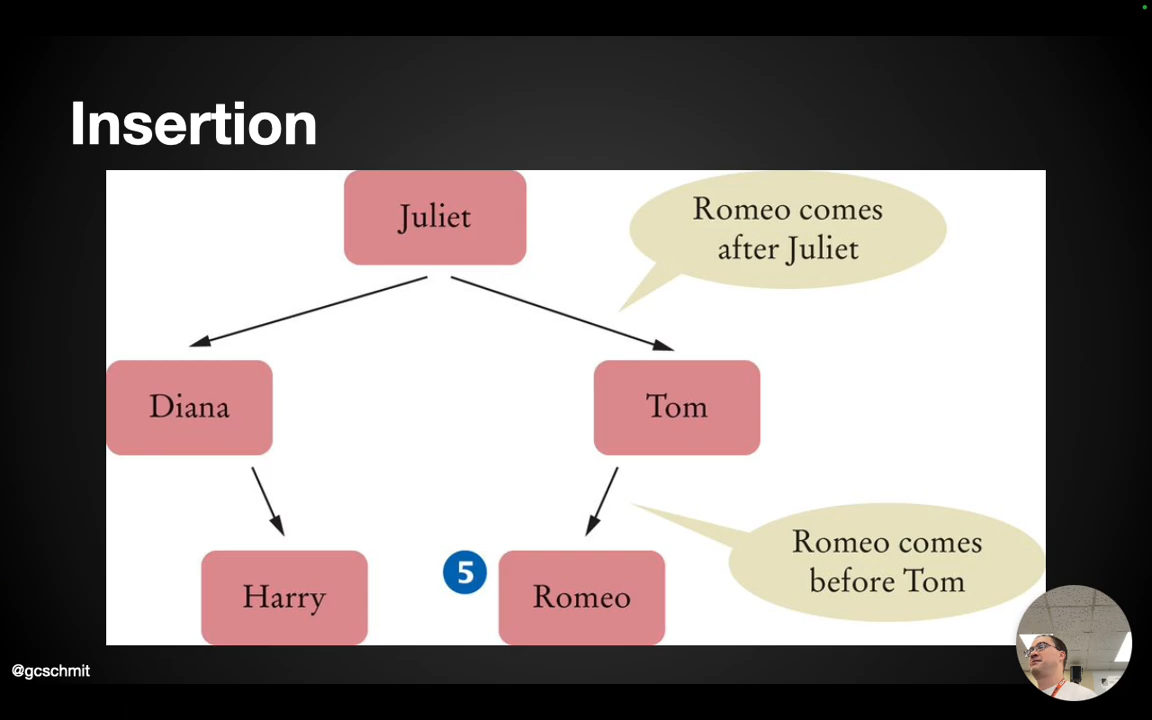 Insertion
Juliet
Romeo comes
after Juliet
Diana
Tom
Harry
5
Romeo
Romeo comes
before Tom
@gcschmit